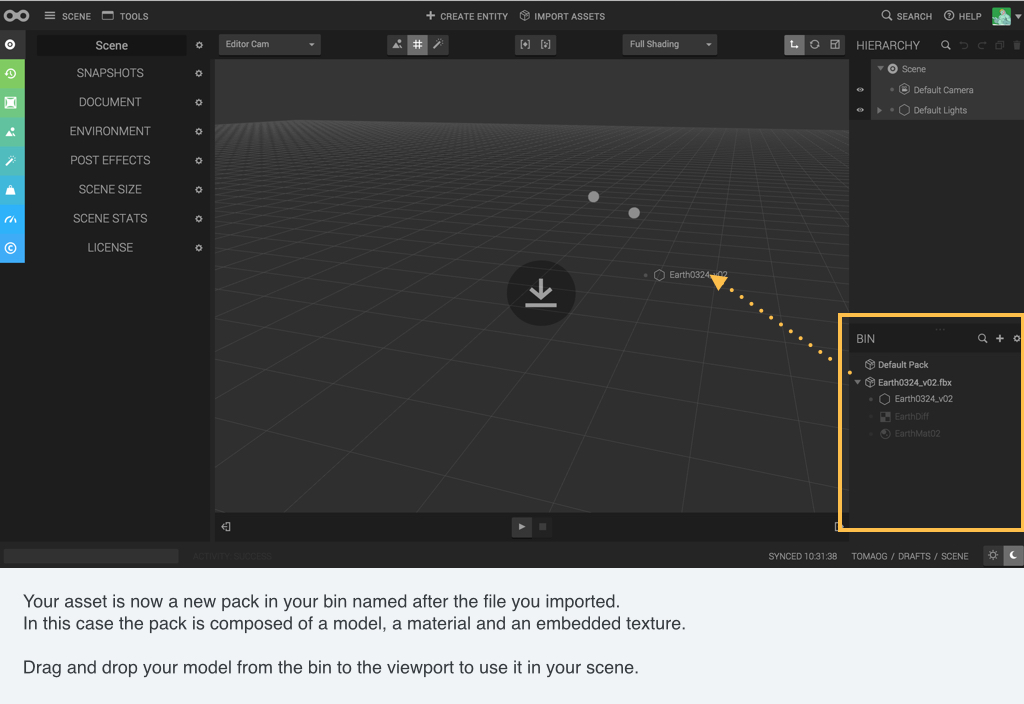 SCENE
TOOLS
CREATE ENTITY
IMPORT ASSETS
SEARCH
HELP
Scene
SNAPSHOTS
DOCUMENT
ENVIRONMENT
POST EFFECTS
SCENE SIZE
SCENE STATS
LICENSE
Editor Cam
Full Shading
HIERARCHY
Scene
Default Camera
Default Lights
Earth0324_v02
BIN
Default Pack
Earth0324_v02.fbx
Earth0324_v02
EarthDiff
EarthMat02
ACTIVITY: SUCCESS
SYNCED 10:31:38
TOMAOG / DRAFTS / SCENE
Your asset is now a new pack in your bin named after the file you imported.
In this case the pack is composed of a model, a material and an embedded texture.
Drag and drop your model from the bin to the viewport to use it in your scene.